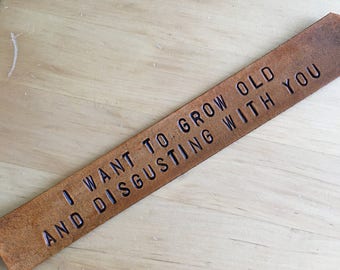 I WANT TO GROW OLD
AND DISGUSTING WITH YOU